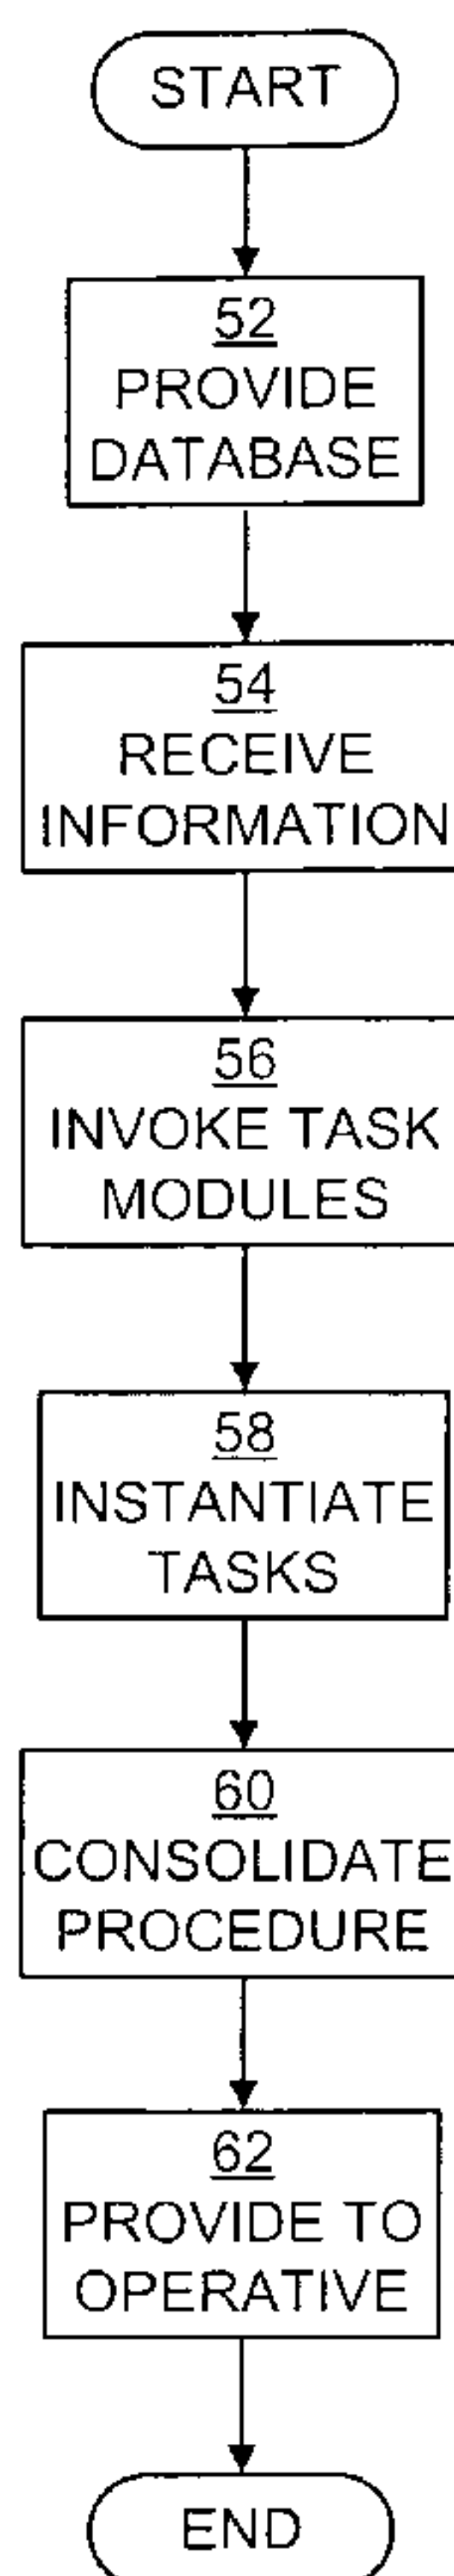 START
52
PROVIDE
DATABASE
54
RECEIVE
INFORMATION
56
INVOKE TASK
MODULES
58
INSTANTIATE
TASKS
60
CONSOLIDATE
PROCEDURE
62
PROVIDE TO
OPERATIVE
END